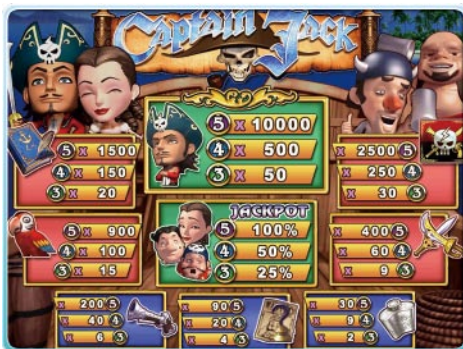 Captain Jack
5 x 10000
4 x 500
3 x 50
5 x 1500
4 x 150
3 x 20
x 2500 5
x 250 4
x 30 3
JACKPOT
5 100%
4 50%
3 25%
5 x 900
4 x 100
3 x 15
x 400 5
x 60 4
x 9 3
x 200 5
x 40 4
x 6 3
x 90 5
x 20 4
x 4 3
x 30 5
x 9 4
x 2 3